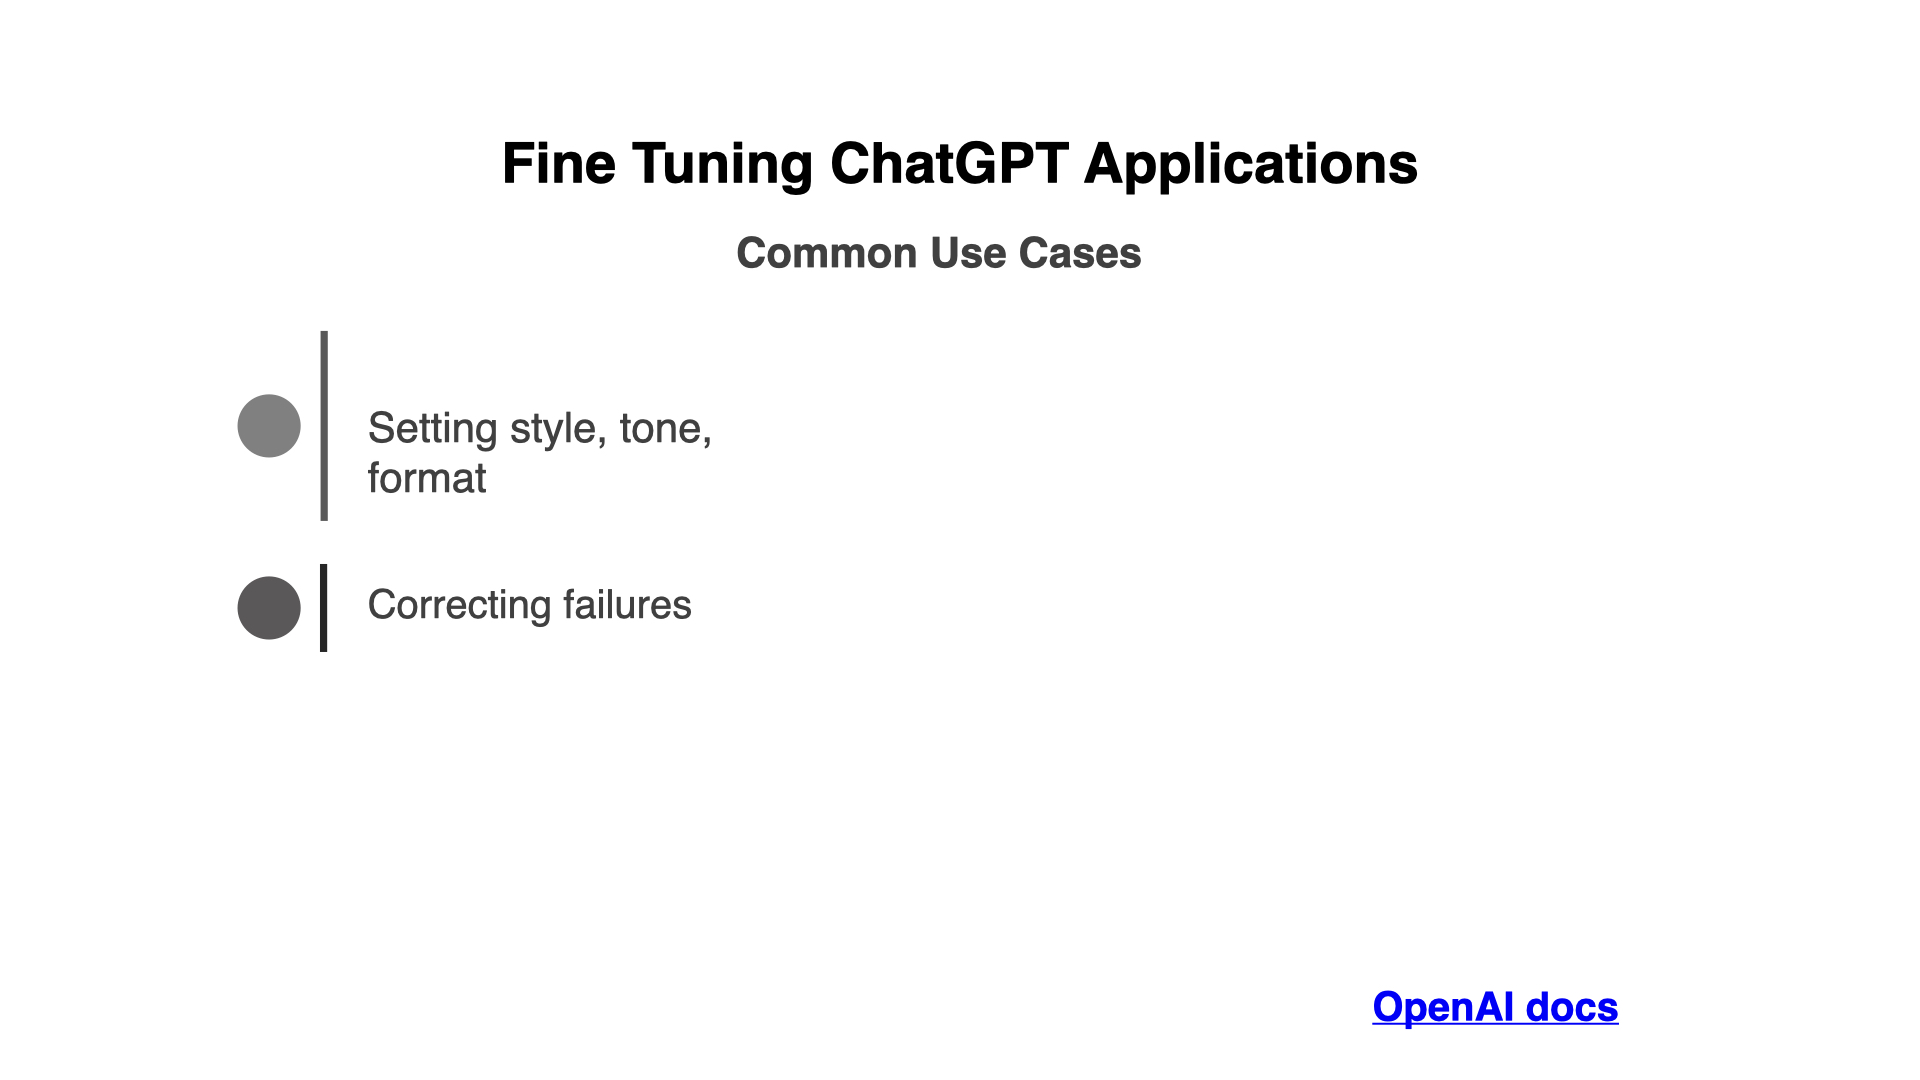 Fine Tuning ChatGPT Applications
Common Use Cases
Setting style, tone,
format
Correcting failures
OpenAI docs